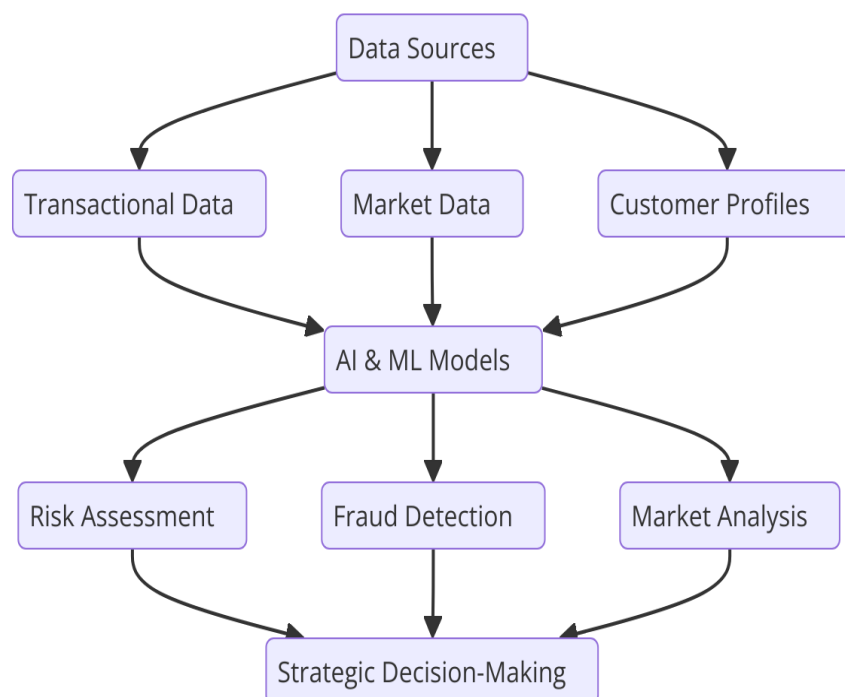 Data Sources
Transactional Data
Market Data
Customer Profiles
AI & ML Models
Risk Assessment
Fraud Detection
Market Analysis
Strategic Decision-Making